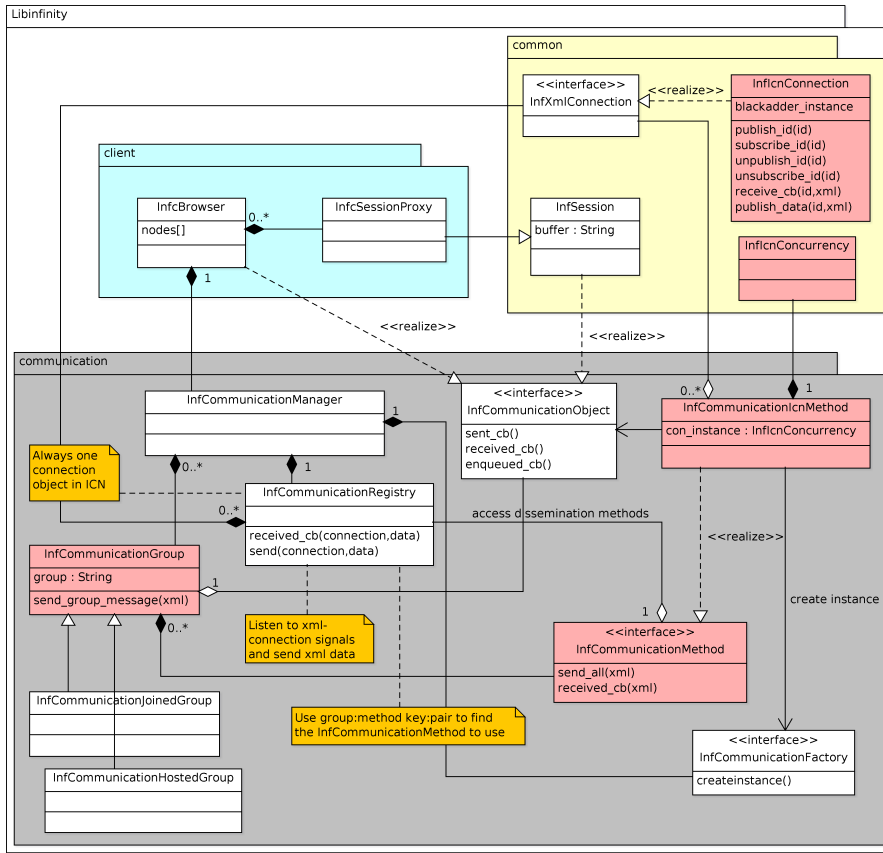 Libinfinity
common
<<interface>>
InfXmlConnection
<<realize>>
InfIcnConnection
blackadder_instance
publish_id(id)
subscribe_id(id)
unpublish_id(id)
unsubscribe_id(id)
receive_cb(id,xml)
publish_data(id,xml)
client
InfcBrowser
nodes[]
0..*
InfcSessionProxy
InfSession
buffer : String
InfIcnConcurrency
1
<<realize>>
<<realize>>
communication
InfCommunicationManager
1
<<interface>>
InfCommunicationObject
sent_cb()
received_cb()
enqueued_cb()
0..*
1
InfCommunicationIcnMethod
con_instance : InfIcnConcurrency
Always one
connection
object in ICN
0..*
1
InfCommunicationRegistry
0..*
received_cb(connection,data)
send(connection,data)
access dissemination methods
<<realize>>
InfCommunicationGroup
group : String
send_group_message(xml)
1
0..*
create instance
Listen to xml-
connection signals
and send xml data
1
<<interface>>
InfCommunicationMethod
send_all(xml)
received_cb(xml)
InfCommunicationJoinedGroup
Use group:method key:pair to find
the InfCommunicationMethod to use
<<interface>>
InfCommunicationFactory
createinstance()
InfCommunicationHostedGroup